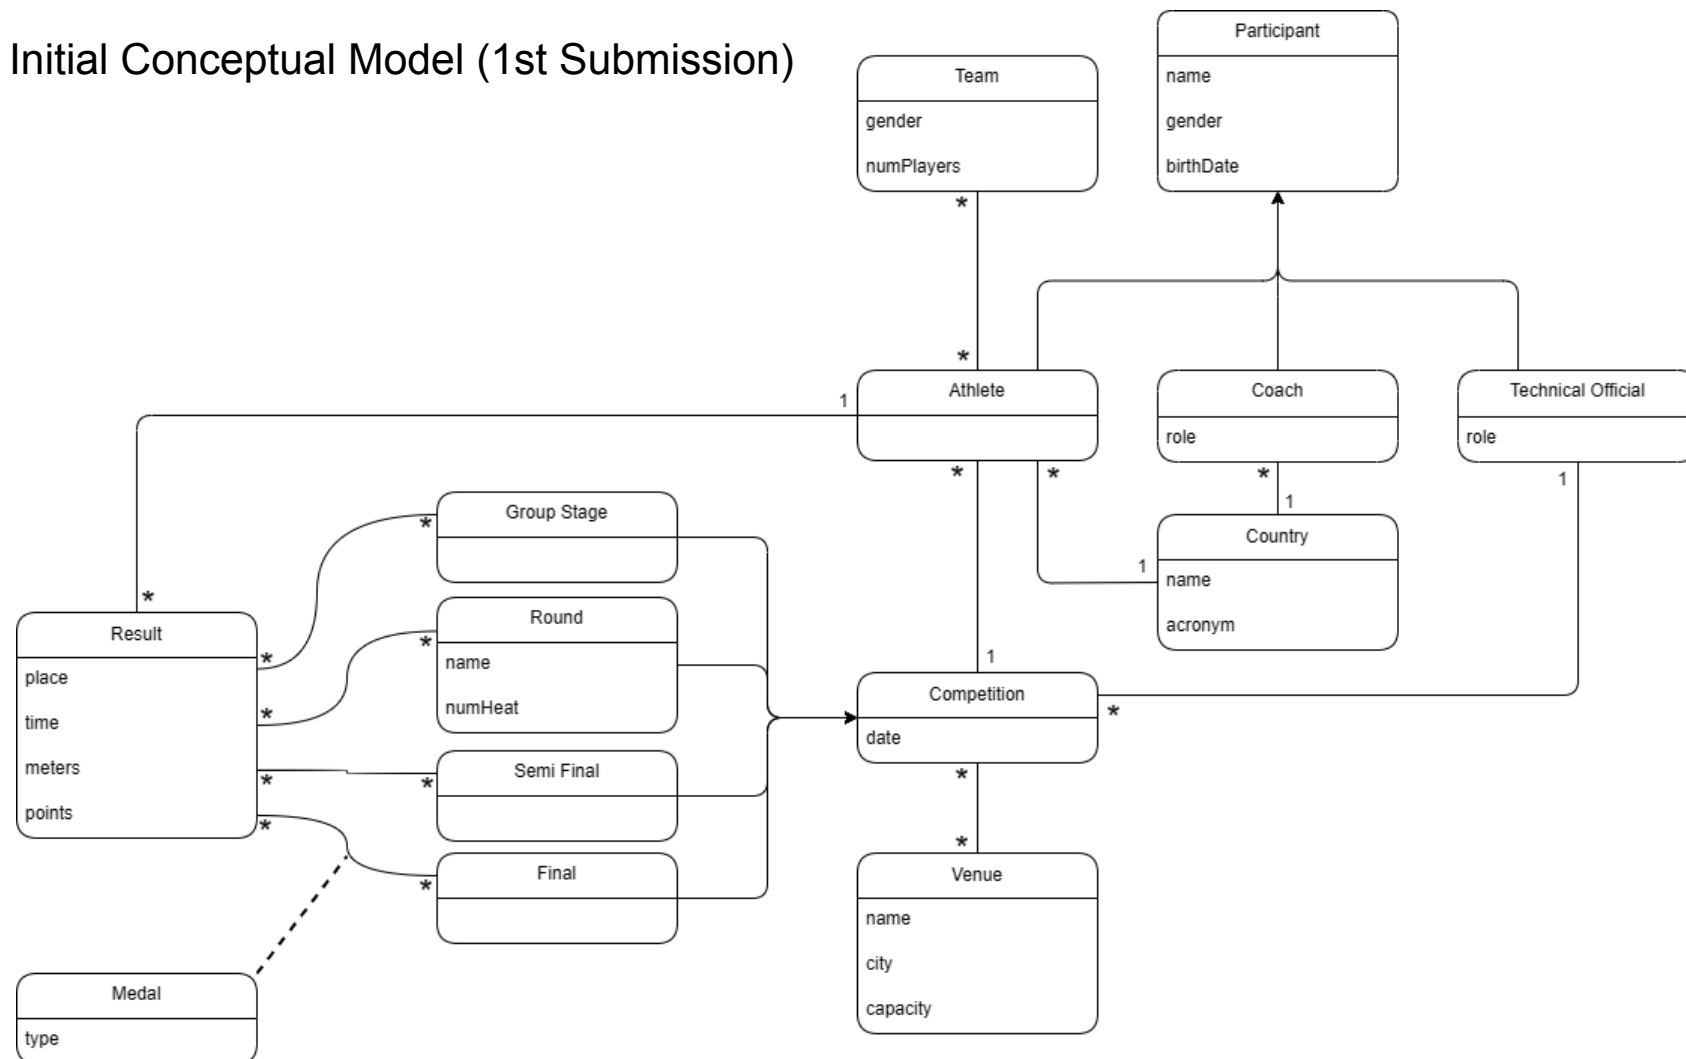 Initial Conceptual Model (1st Submission)
Participant
name
gender
birthDate
Team
gender
numPlayers
*
*
Athlete
1
*
*
Coach
role
*
1
Technical Official
role
1
Country
name
acronym
1
Group Stage
*
Round
name
numHeat
*
Semi Final
*
Final
*
Result
place
time
meters
points
*
*
*
*
*
Medal
type
1
Competition
date
*
*
*
Venue
name
city
capacity